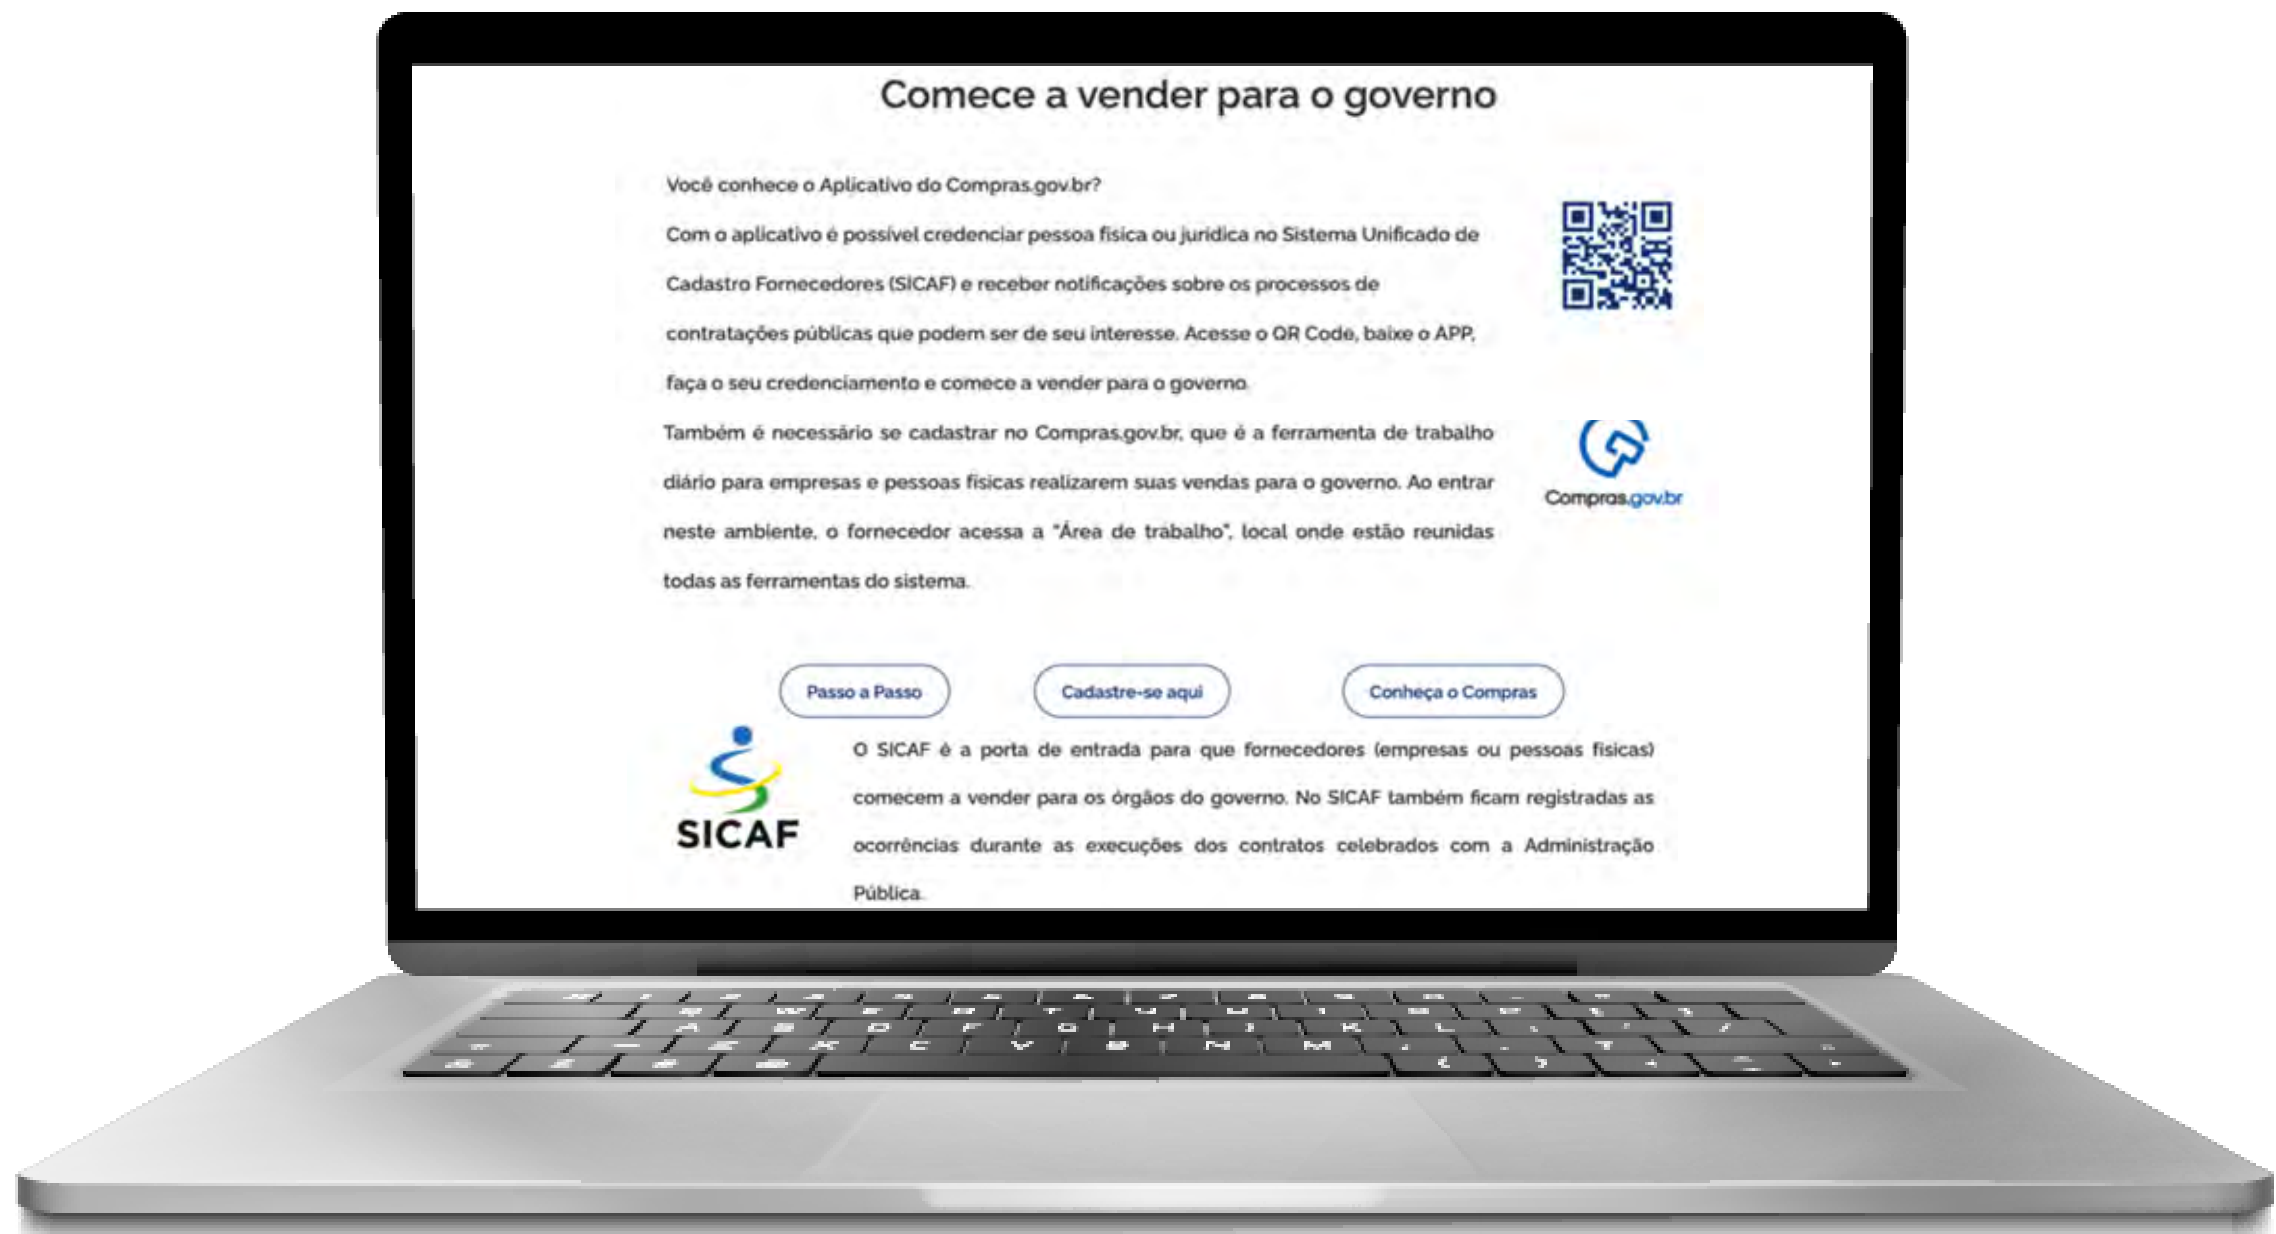 Comece a vender para o governo
Você conhece o Aplicativo do Compras.gov.br?
Com o aplicativo é possível credenciar pessoa física ou jurídica no Sistema Unificado de
Cadastro Fornecedores (SICAF) e receber notificações sobre os processos de
contratações públicas que podem ser de seu interesse. Acesse o QR Code, baixe o APP,
faça o seu credenciamento e comece a vender para o governo.
Também é necessário se cadastrar no Compras.gov.br, que é a ferramenta de trabalho
diário para empresas e pessoas físicas realizarem suas vendas para o governo. Ao entrar
neste ambiente, o fornecedor acessa a "Área de trabalho", local onde estão reunidas
todas as ferramentas do sistema.
Compras.gov.br
Passo a Passo
Cadastre-se aqui
Conheça o Compras
SICAF
O SICAF é a porta de entrada para que fornecedores (empresas ou pessoas físicas)
comecem a vender para os órgãos do governo. No SICAF também ficam registradas as
ocorrências durante as execuções dos contratos celebrados com a Administração
Pública.